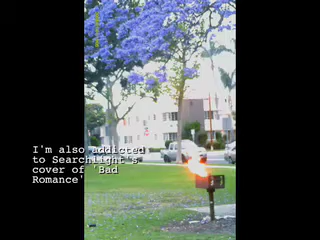 I'm also addicted
to Searchlight's
cover of 'Bad
Romance'